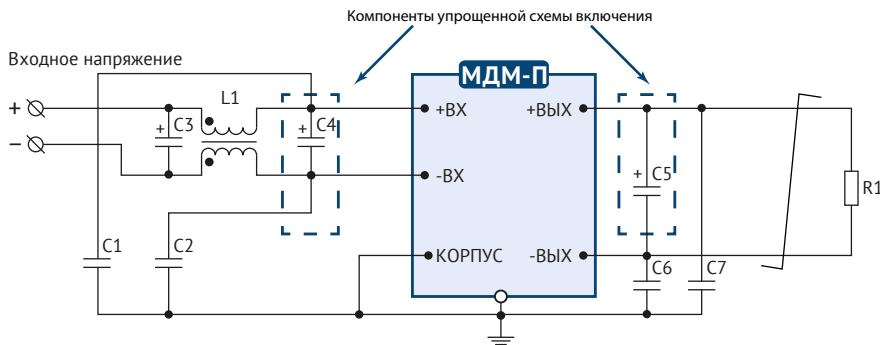 Компоненты упрощенной схемы включения
Входное напряжение
МДМ-П
L1
+ +ВХ +ВЫХ
+ C3 + C4
− -ВХ + C5
R1
C1 C2 КОРПУС -ВЫХ
C6 C7